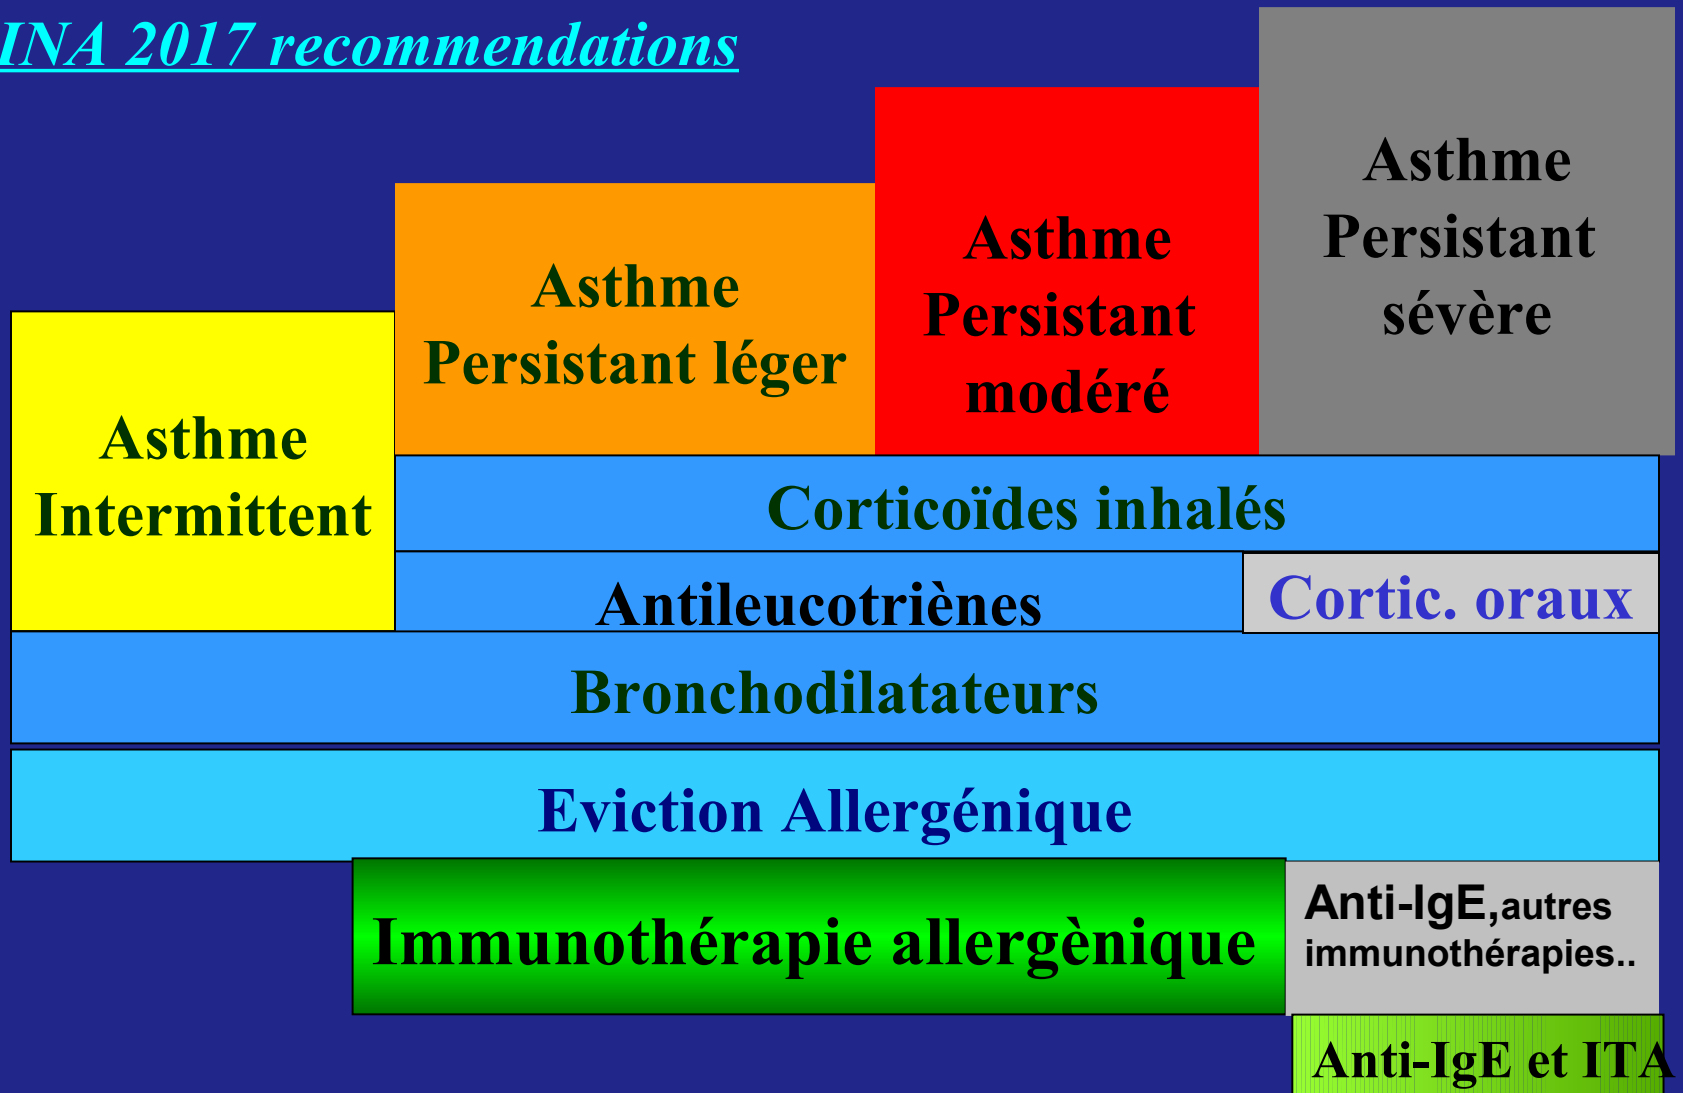 INA 2017 recommendations
Asthme
Persistant
sévère
Asthme
Persistant
modéré
Asthme
Persistant léger
Asthme
Intermittent
Corticoïdes inhalés
Antileucotriènes
Cortic. oraux
Bronchodilatateurs
Eviction Allergénique
Immunothérapie allergènique
Anti-IgE,autres
immunothérapies..
Anti-IgE et ITA